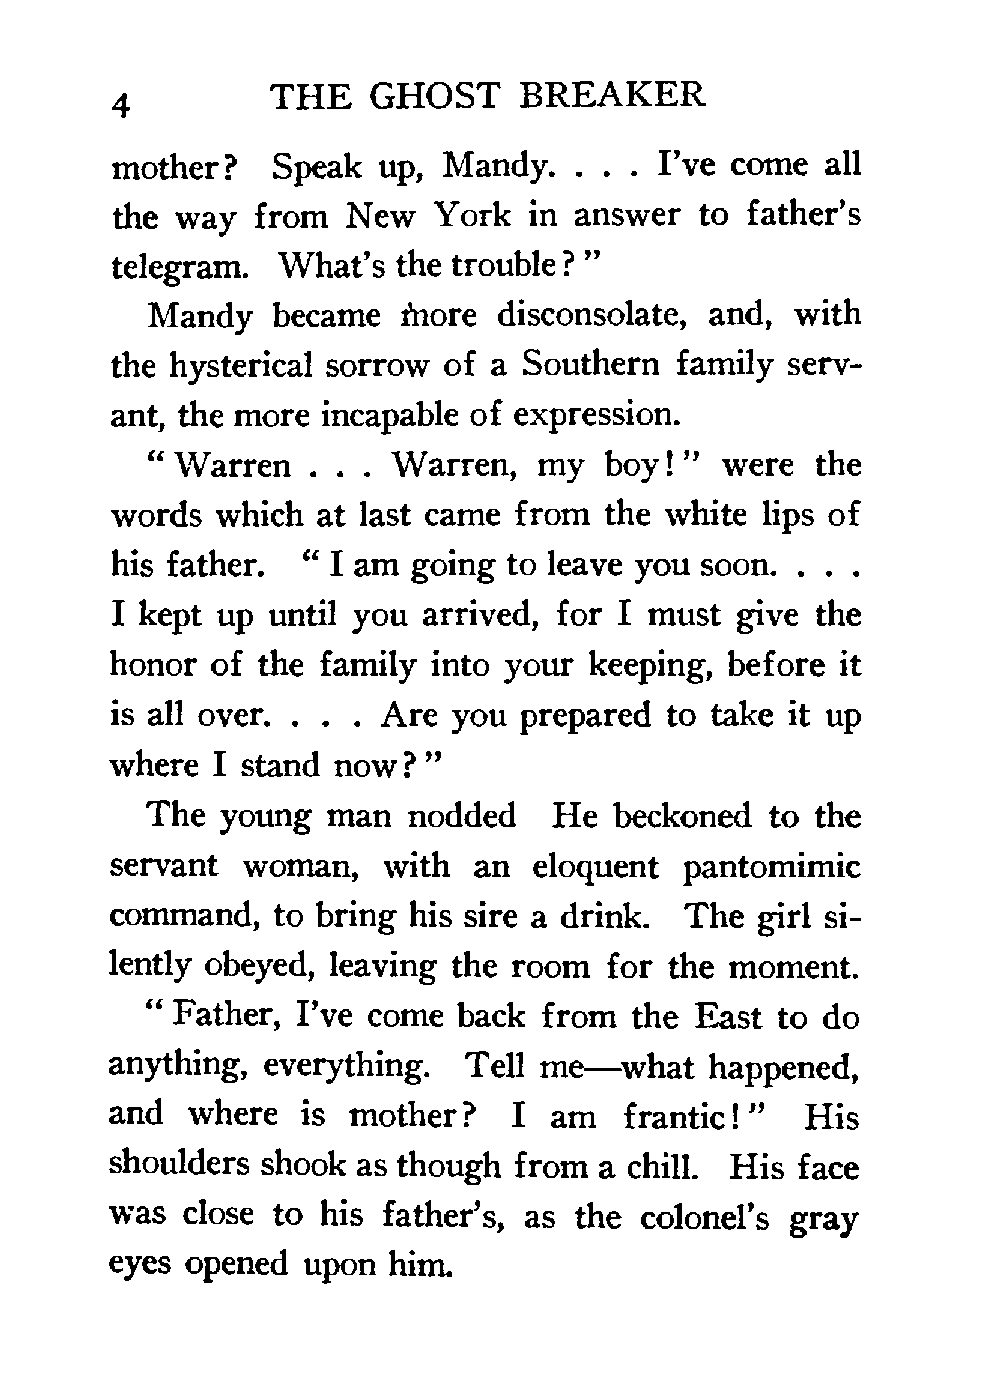 4 THE GHOST BREAKER
mother? Speak up, Mandy. . . . I've come all
the way from New York in answer to father's
telegram. What's the trouble?"
Mandy became more disconsolate, and, with
the hysterical sorrow of a Southern family serv-
ant, the more incapable of expression.
"Warren . . . Warren, my boy!" were the
words which at last came from the white lips of
his father. "I am going to leave you soon. . . .
I kept up until you arrived, for I must give the
honor of the family into your keeping, before it
is all over. . . . Are you prepared to take it up
where I stand now?"
The young man nodded He beckoned to the
servant woman, with an eloquent pantomimic
command, to bring his sire a drink. The girl si-
lently obeyed, leaving the room for the moment.
"Father, I've come back from the East to do
anything, everything. Tell me—what happened,
and where is mother? I am frantic!" His
shoulders shook as though from a chill. His face
was close to his father's, as the colonel's gray
eyes opened upon him.